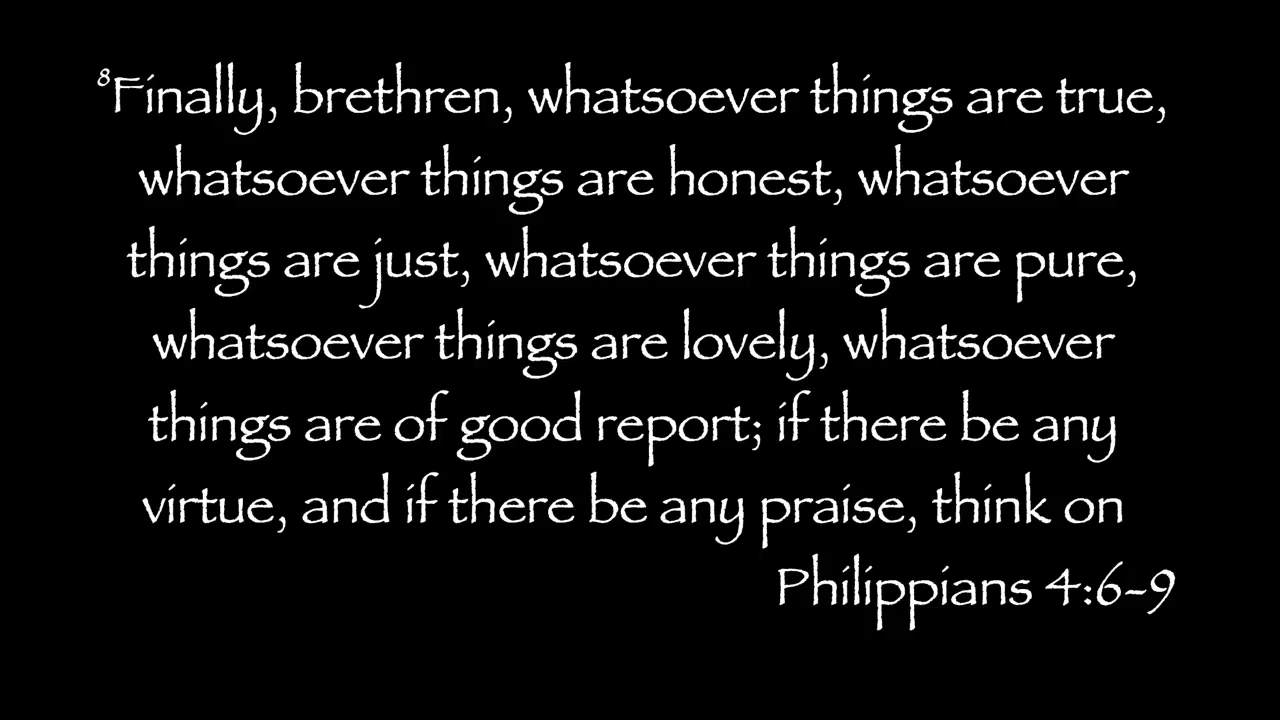 ⁸Finally, brethren, whatsoever things are true,
whatsoever things are honest, whatsoever
things are just, whatsoever things are pure,
whatsoever things are lovely, whatsoever
things are of good report; if there be any
virtue, and if there be any praise, think on
Philippians 4:6-9